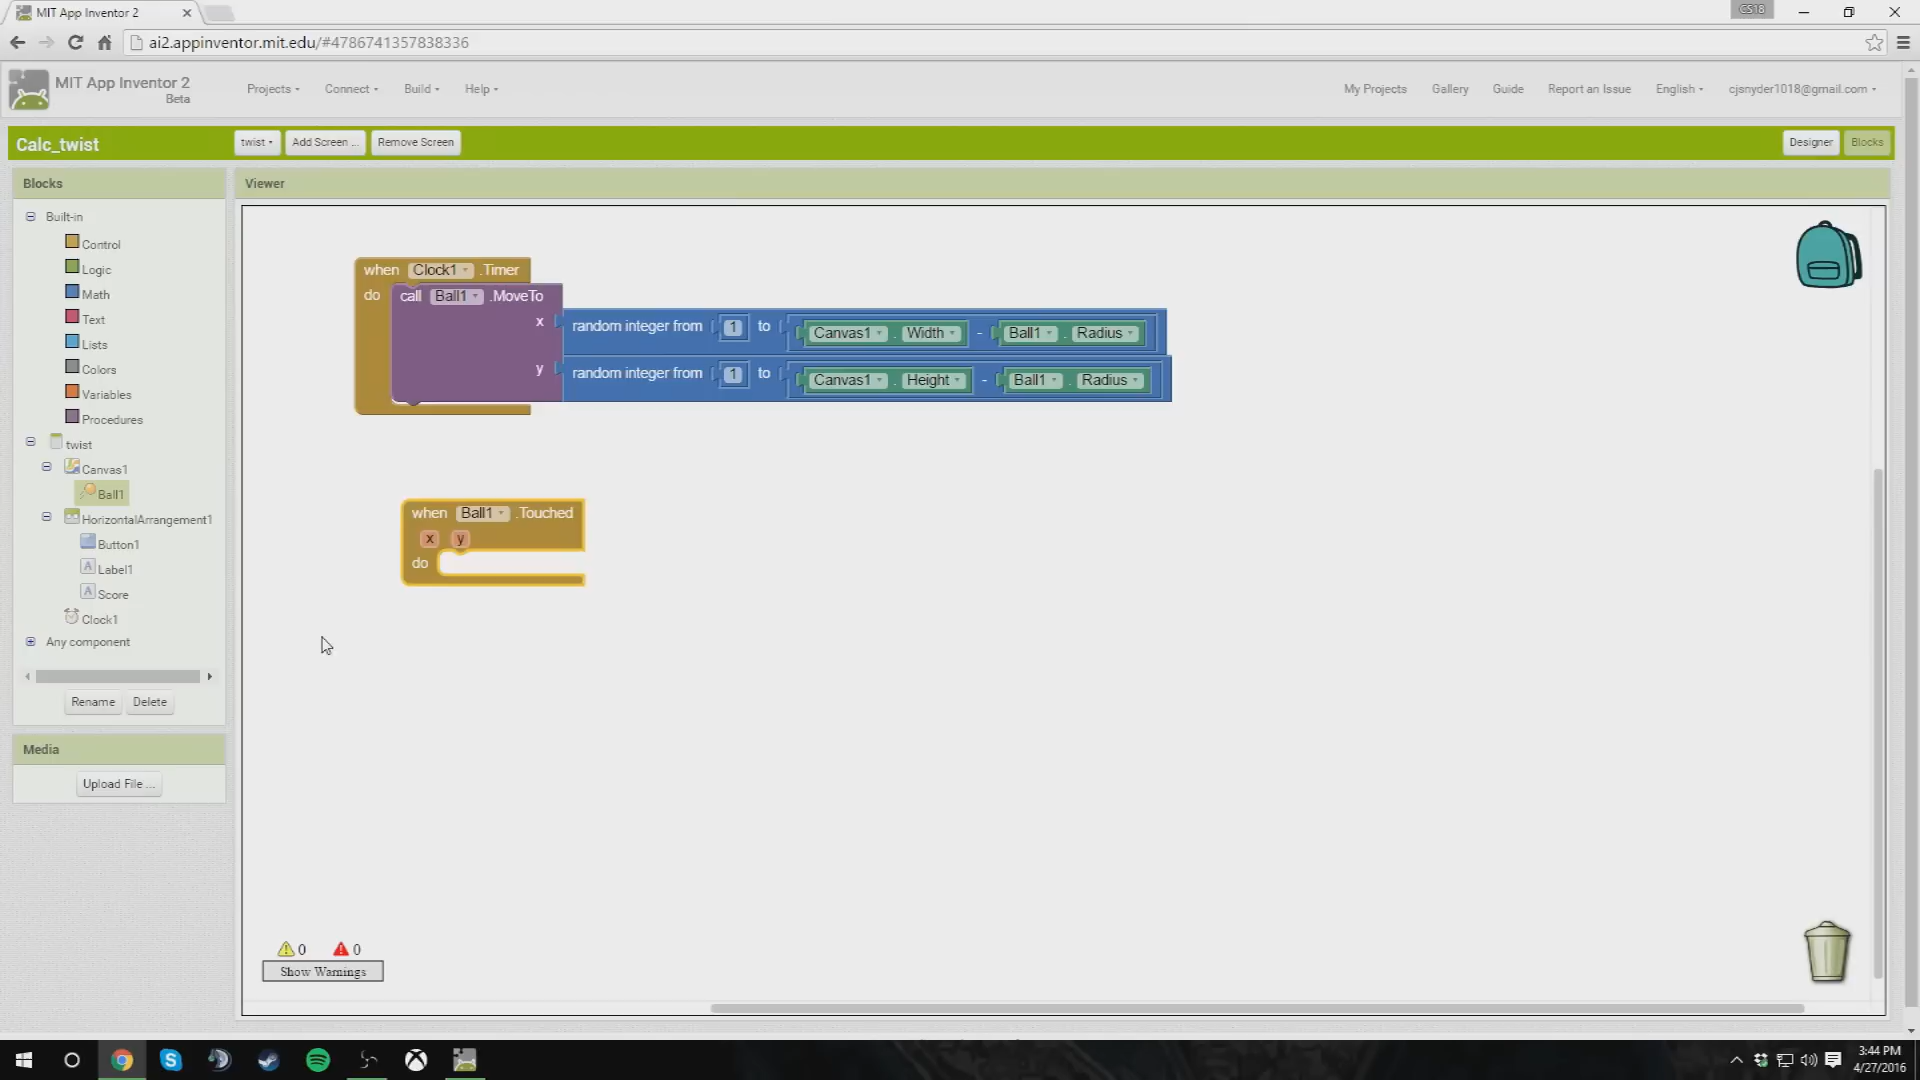 MIT App Inventor 2
CS18
ai2.appinventor.mit.edu/#4786741357838336
MIT App Inventor 2
Beta
Projects
Connect
Build
Help
My Projects
Gallery
Guide
Report an Issue
English
cjsnyder1018@gmail.com
Calc_twist
twist
Add Screen ...
Remove Screen
Designer
Blocks
Blocks
Viewer
Built-in
Control
Logic
Math
Text
Lists
Colors
Variables
Procedures
twist
Canvas1
Ball1
HorizontalArrangement1
Button1
A Label1
A Score
Clock1
Any component
Rename
Delete
Media
Upload File ...
when Clock1 .Timer
do call Ball1 .MoveTo
x random integer from 1 to Canvas1 . Width - Ball1 . Radius
y random integer from 1 to Canvas1 . Height - Ball1 . Radius
when Ball1 .Touched
x y
do
0 0
Show Warnings
3:44 PM
4/27/2016